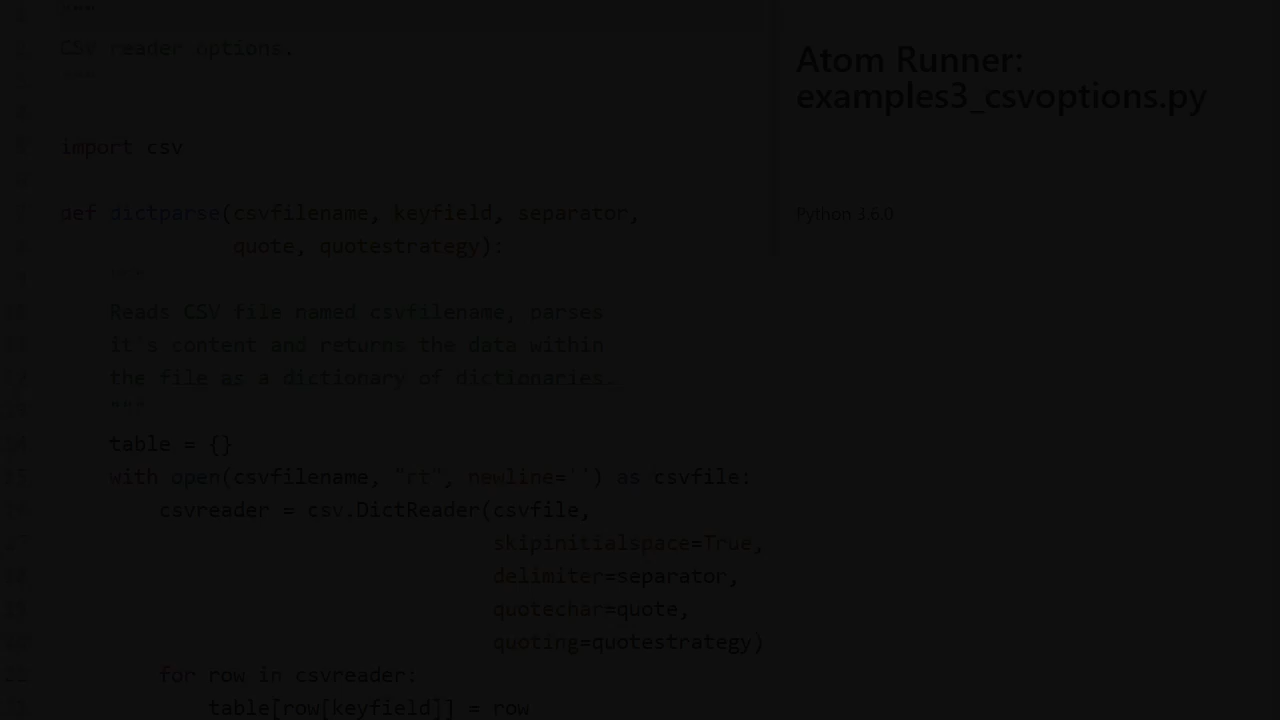 """
CSV reader options.
"""
import csv
def dictparse(csvfilename, keyfield, separator,
quote, quotestrategy):
"""
Reads CSV file named csvfilename, parses
it's content and returns the data within
the file as a dictionary of dictionaries.
"""
table = {}
with open(csvfilename, "rt", newline='') as csvfile:
csvreader = csv.DictReader(csvfile,
skipinitialspace=True,
delimiter=separator,
quotechar=quote,
quoting=quotestrategy)
for row in csvreader:
table[row[keyfield]] = row
Atom Runner:
examples3_csvoptions.py
Python 3.6.0